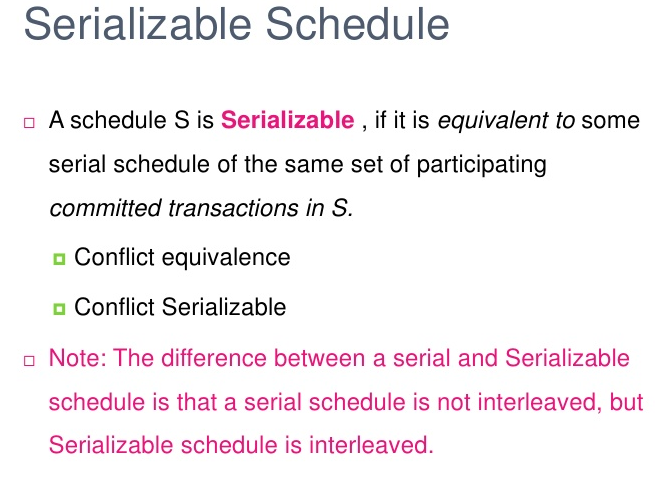 Serializable Schedule
A schedule S is Serializable , if it is equivalent to some
serial schedule of the same set of participating
committed transactions in S.
Conflict equivalence
Conflict Serializable
Note: The difference between a serial and Serializable
schedule is that a serial schedule is not interleaved, but
Serializable schedule is interleaved.